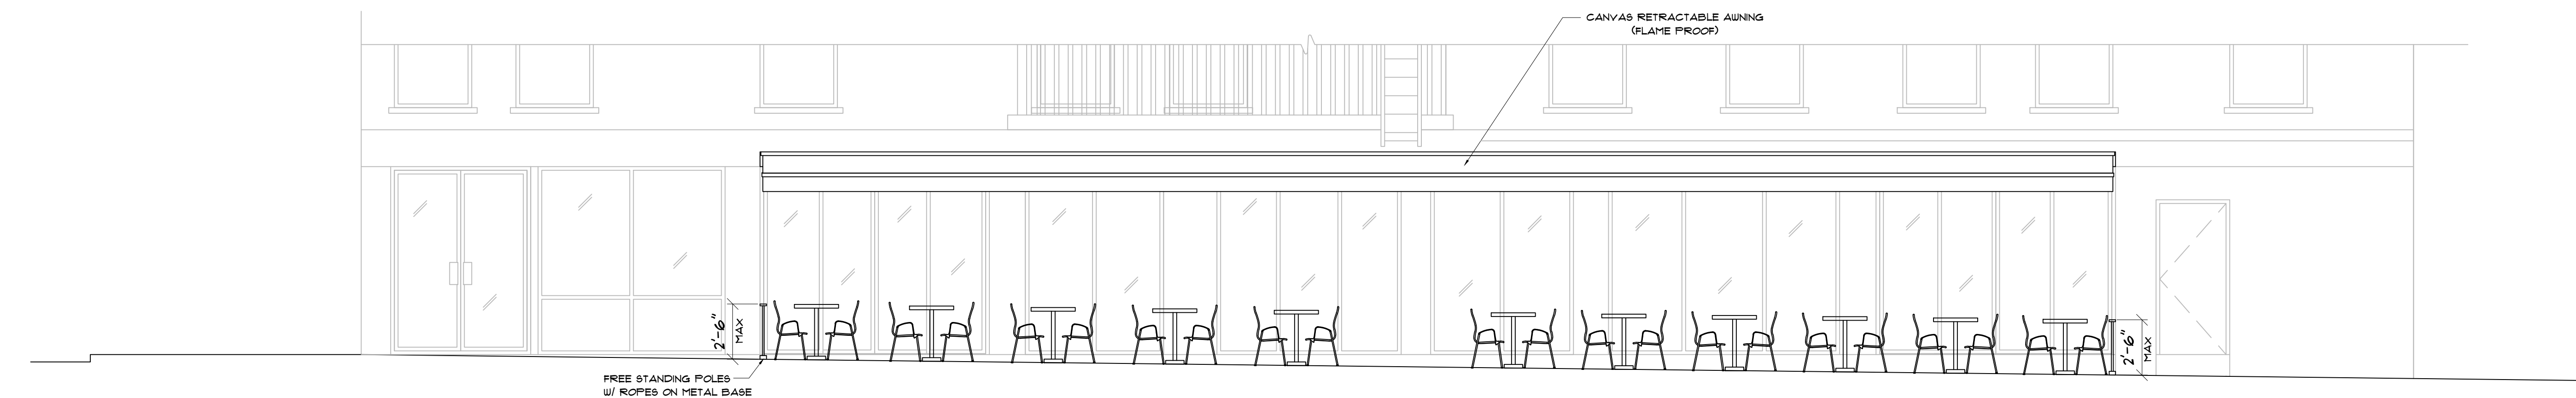 CANVAS RETRACTABLE AWNING
(FLAME PROOF)
2'-6"
MAX
2'-6"
MAX
FREE STANDING POLES
W/ ROPES ON METAL BASE